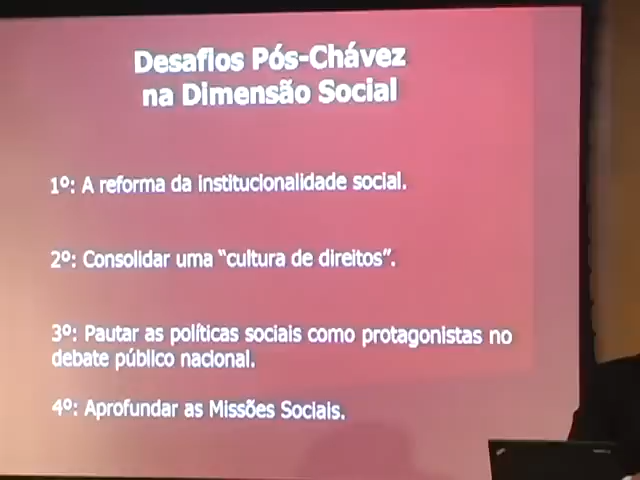 Desafios Pós-Chávez
na Dimensão Social
1º: A reforma da institucionalidade social.
2º: Consolidar uma “cultura de direitos”.
3º: Pautar as políticas sociais como protagonistas no
debate público nacional.
4º: Aprofundar as Missões Sociais.